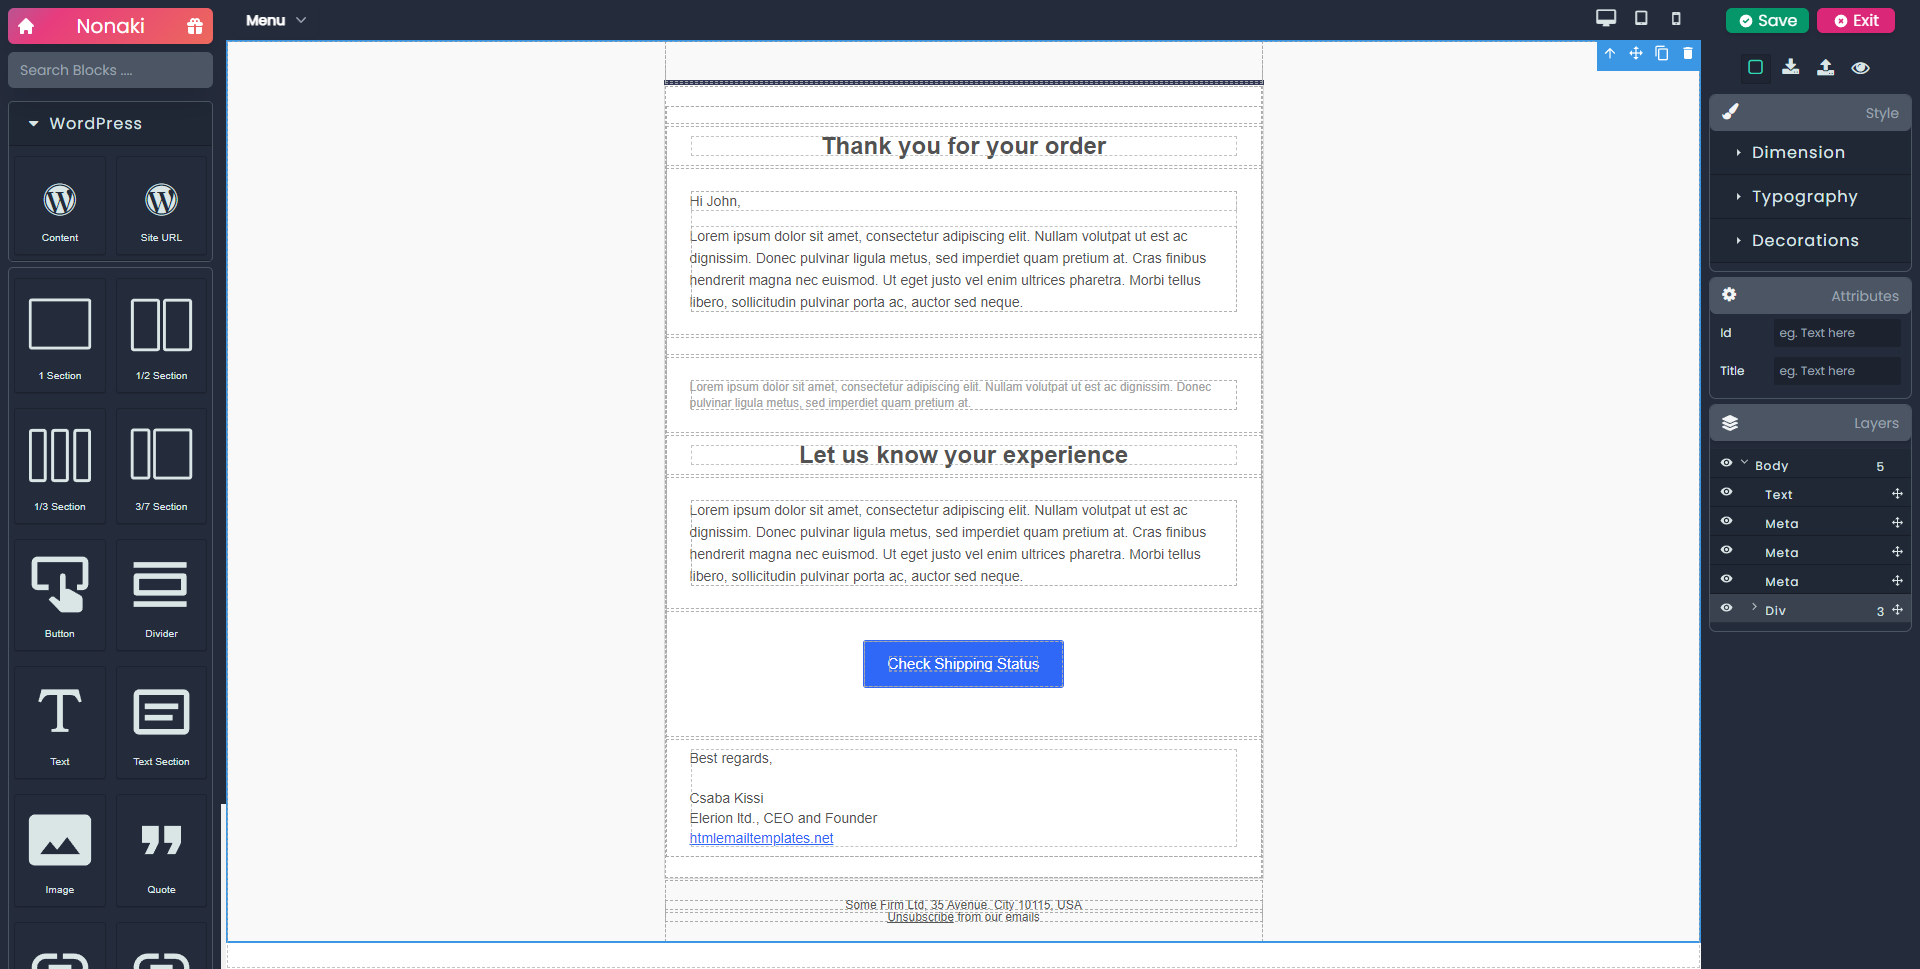 Nonaki
Menu
Save
Exit
Search Blocks ....
WordPress
Content
Site URL
1 Section
1/2 Section
1/3 Section
3/7 Section
Button
Divider
Text
Text Section
Image
Quote
Thank you for your order
Hi John,
Lorem ipsum dolor sit amet, consectetur adipiscing elit. Nullam volutpat ut est ac
dignissim. Donec pulvinar ligula metus, sed imperdiet quam pretium at. Cras finibus
hendrerit magna nec euismod. Ut eget justo vel enim ultrices pharetra. Morbi tellus
libero, sollicitudin pulvinar porta ac, auctor sed neque.
Lorem ipsum dolor sit amet, consectetur adipiscing elit. Nullam volutpat ut est ac dignissim. Donec
pulvinar ligula metus, sed imperdiet quam pretium at.
Let us know your experience
Lorem ipsum dolor sit amet, consectetur adipiscing elit. Nullam volutpat ut est ac
dignissim. Donec pulvinar ligula metus, sed imperdiet quam pretium at. Cras finibus
hendrerit magna nec euismod. Ut eget justo vel enim ultrices pharetra. Morbi tellus
libero, sollicitudin pulvinar porta ac, auctor sed neque.
Check Shipping Status
Best regards,
Csaba Kissi
Elerion ltd., CEO and Founder
htmlemailtemplates.net
Some Firm Ltd, 35 Avenue. City 10115, USA
Unsubscribe from our emails
Style
Dimension
Typography
Decorations
Attributes
Id eg. Text here
Title eg. Text here
Layers
Body 5
Text
Meta
Meta
Meta
Div 3